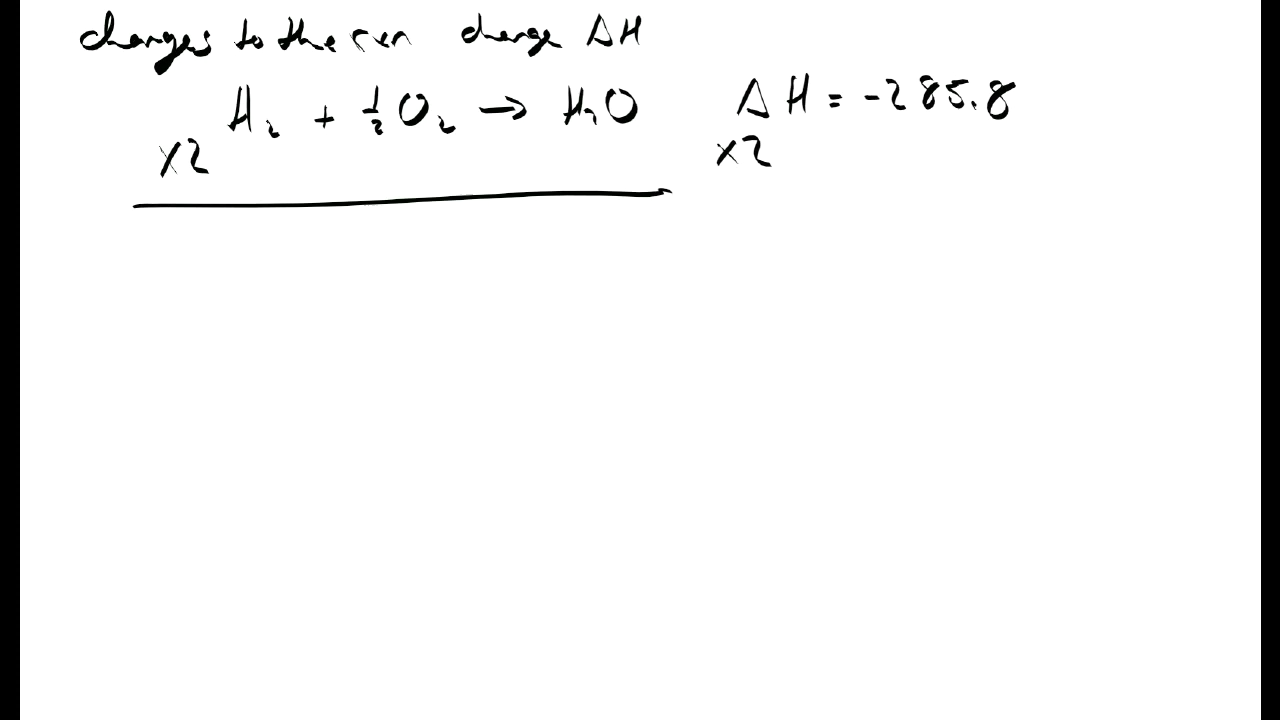 changes to the rxn change ΔH
H₂ + ½O₂ → H₂O ΔH = -285.8
x2 x2